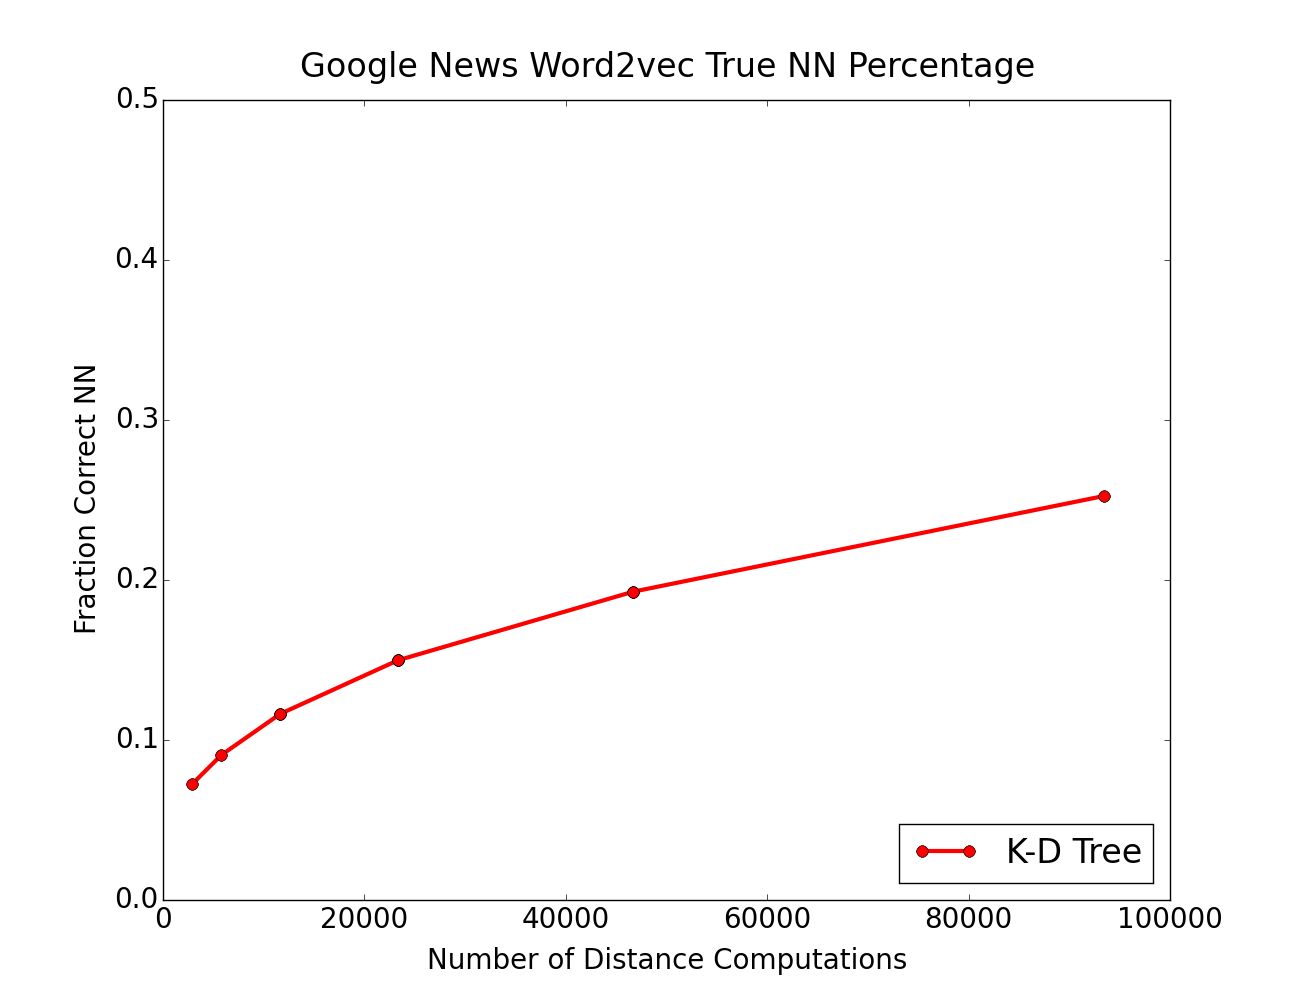 Google News Word2vec True NN Percentage
0.5
0.4
0.3
0.2
0.1
0.0
Fraction Correct NN
K-D Tree
0 20000 40000 60000 80000 100000
Number of Distance Computations